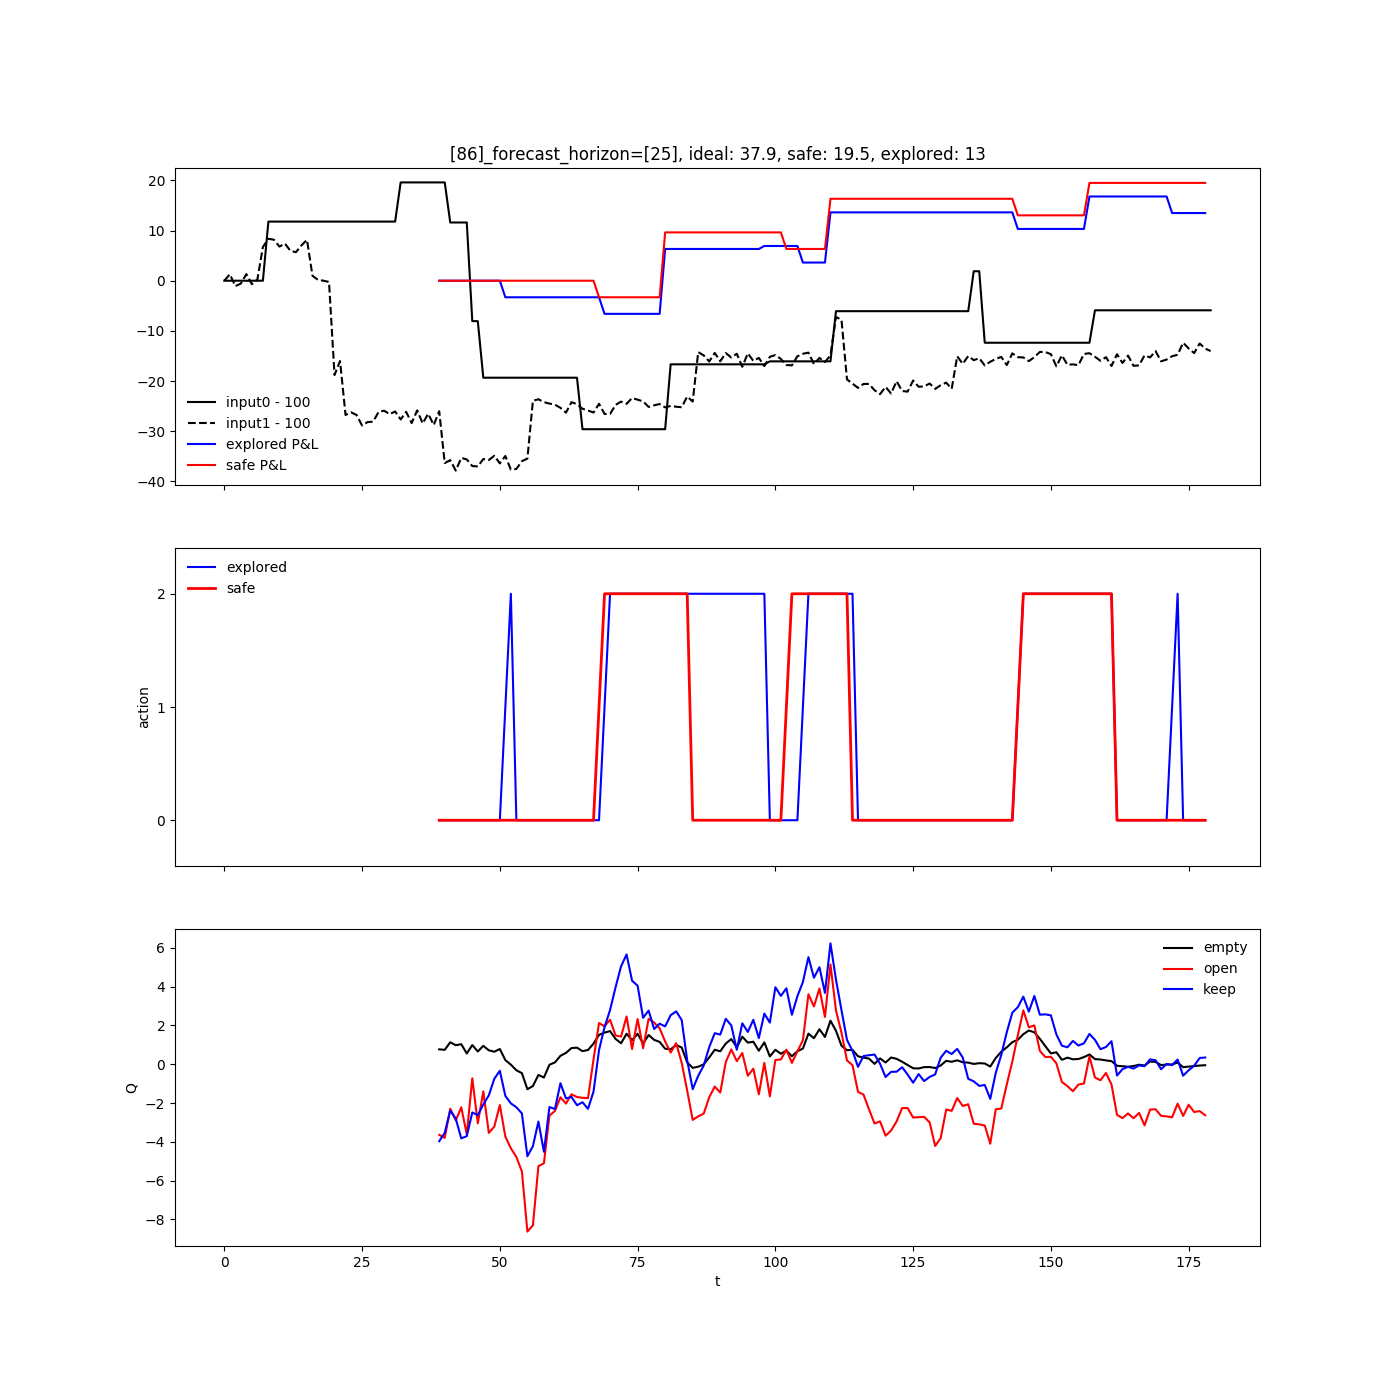 [86]_forecast_horizon=[25], ideal: 37.9, safe: 19.5, explored: 13
20
10
0
−10
−20
−30
−40
input0 - 100
input1 - 100
explored P&L
safe P&L
2
1
0
action
explored
safe
6
4
2
0
−2
−4
−6
−8
Q
empty
open
keep
0 25 50 75 100 125 150 175
t